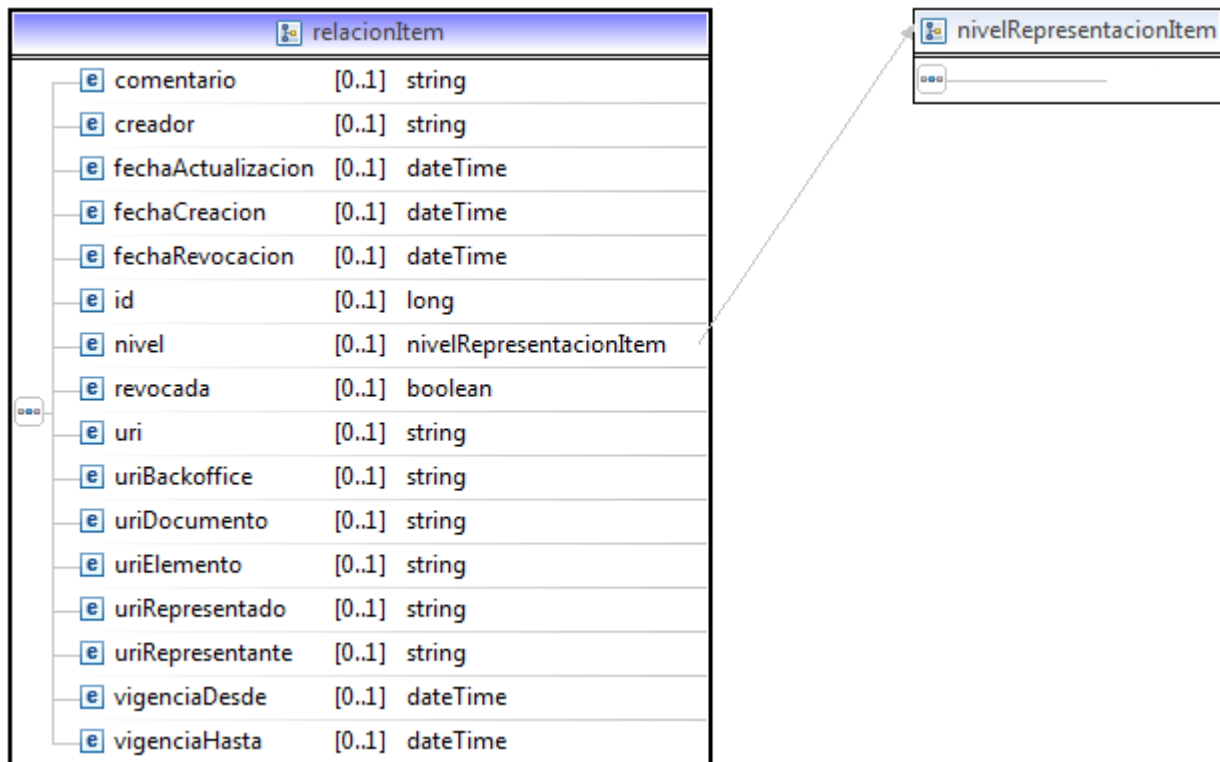 relacionItem
nivelRepresentacionItem
e comentario [0..1] string
e creador [0..1] string
e fechaActualizacion [0..1] dateTime
e fechaCreacion [0..1] dateTime
e fechaRevocacion [0..1] dateTime
e id [0..1] long
e nivel [0..1] nivelRepresentacionItem
e revocada [0..1] boolean
e uri [0..1] string
e uriBackoffice [0..1] string
e uriDocumento [0..1] string
e uriElemento [0..1] string
e uriRepresentado [0..1] string
e uriRepresentante [0..1] string
e vigenciaDesde [0..1] dateTime
e vigenciaHasta [0..1] dateTime